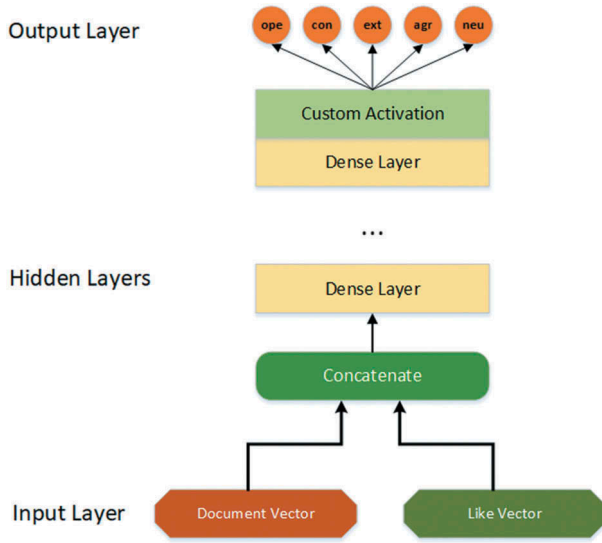 Output Layer
ope con ext agr neu
Custom Activation
Dense Layer
...
Hidden Layers
Dense Layer
Concatenate
Input Layer
Document Vector
Like Vector